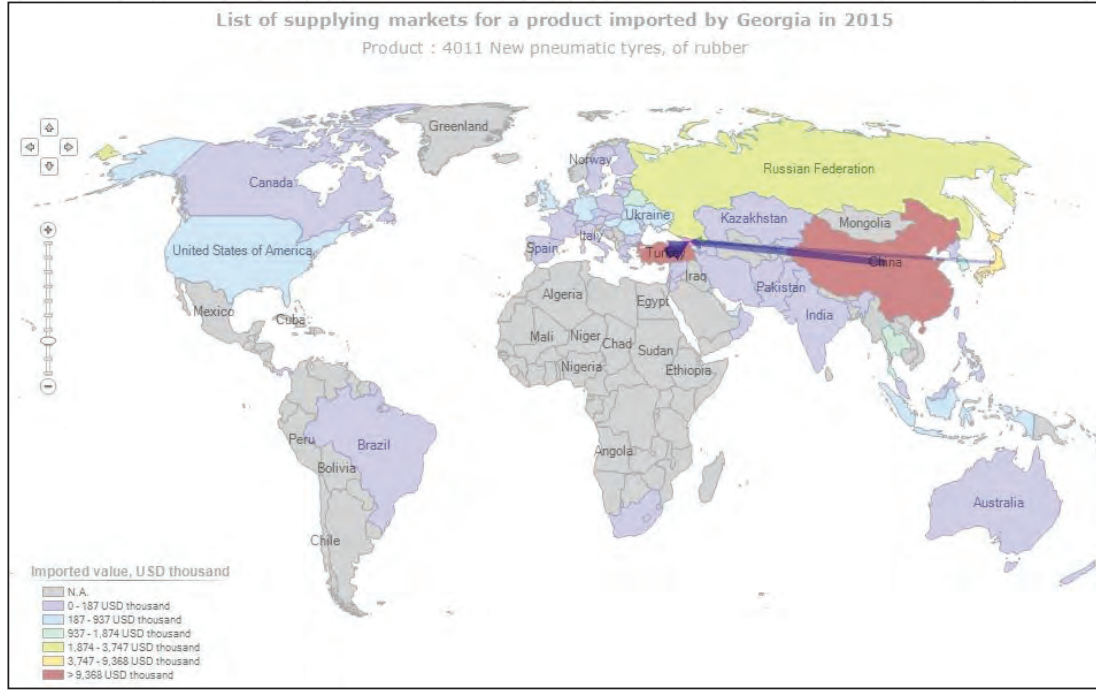 List of supplying markets for a product imported by Georgia in 2015
Product : 4011 New pneumatic tyres, of rubber
Greenland
Norway
Russian Federation
Canada
Ukraine
Kazakhstan
Mongolia
United States of America
Spain
Italy
Turkey
China
Iraq
Pakistan
Mexico
Cuba
Algeria
Egypt
India
Mali
Niger
Chad
Sudan
Nigeria
Ethiopia
Peru
Brazil
Angola
Bolivia
Australia
Chile
Imported value, USD thousand
N.A.
0 - 187 USD thousand
187 - 937 USD thousand
937 - 1,874 USD thousand
1,874 - 3,747 USD thousand
3,747 - 9,368 USD thousand
> 9,368 USD thousand